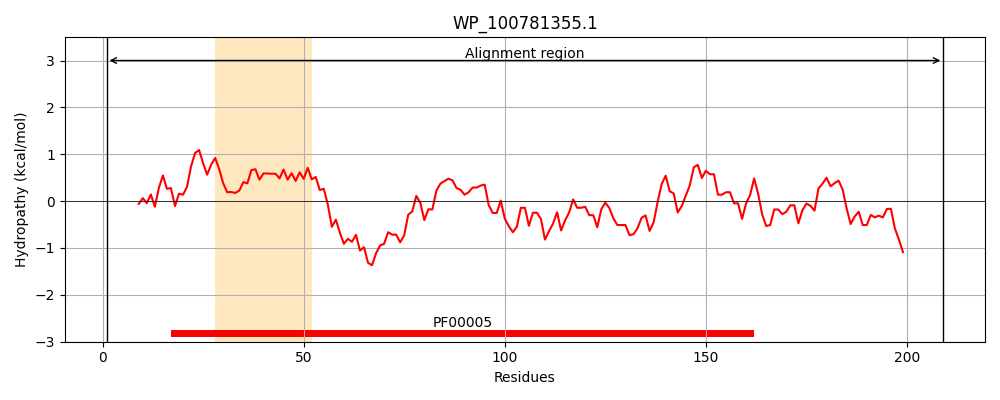 WP_100781355.1
Alignment region
3
2
1
0
−1
−2
−3
Hydropathy (kcal/mol)
PF00005
0 50 100 150 200
Residues